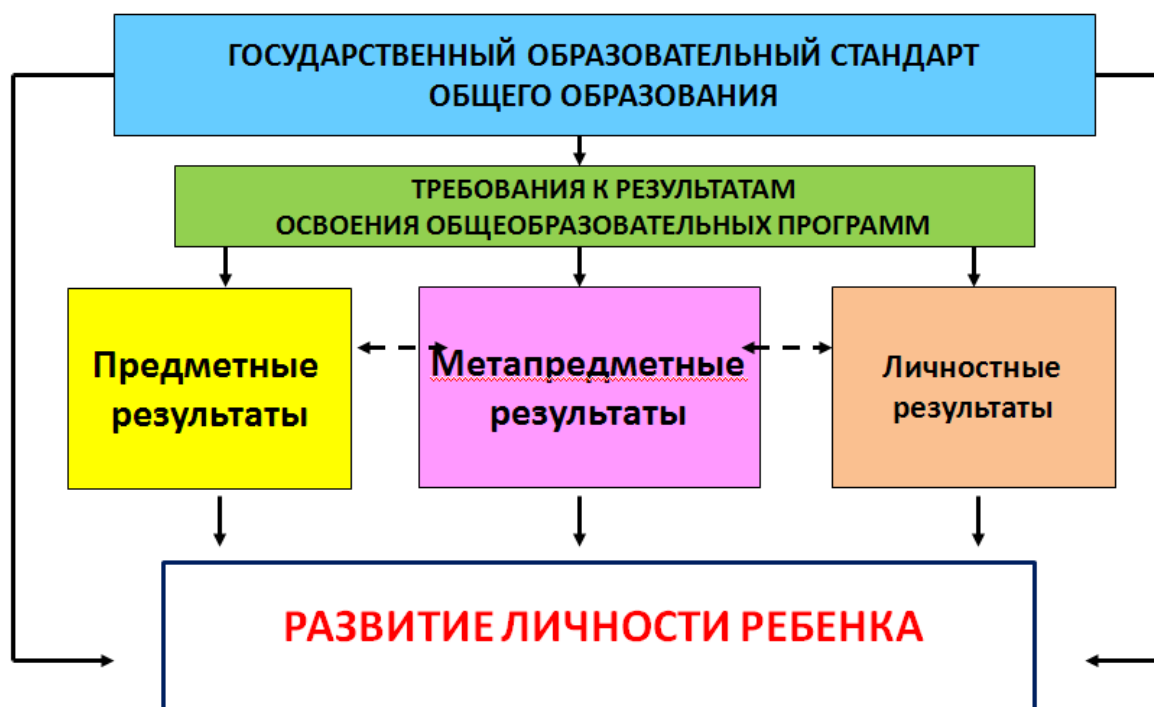 ГОСУДАРСТВЕННЫЙ ОБРАЗОВАТЕЛЬНЫЙ СТАНДАРТ
ОБЩЕГО ОБРАЗОВАНИЯ
ТРЕБОВАНИЯ К РЕЗУЛЬТАТАМ
ОСВОЕНИЯ ОБЩЕОБРАЗОВАТЕЛЬНЫХ ПРОГРАММ
Предметные
результаты
Метапредметные
результаты
Личностные
результаты
РАЗВИТИЕ ЛИЧНОСТИ РЕБЕНКА